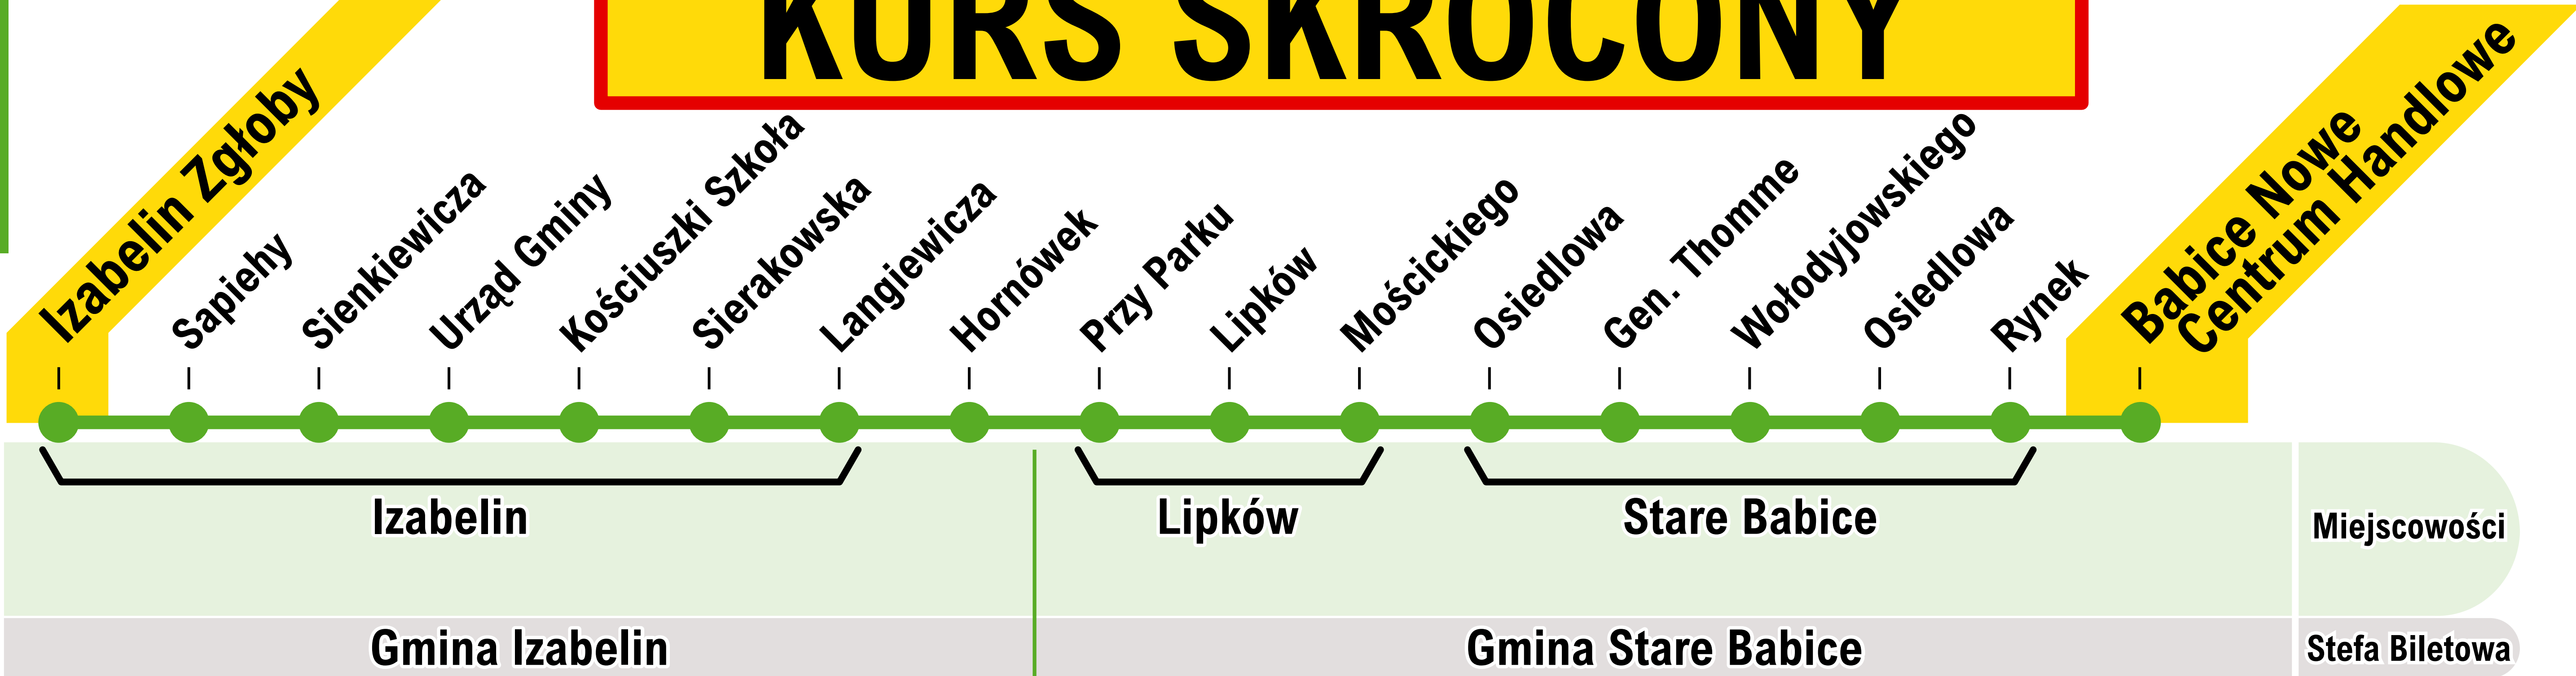 KURS SKRÓCONY
Izabelin Zgłoby
Sapiehy
Sienkiewicza
Urząd Gminy
Kościuszki Szkoła
Sierakowska
Langiewicza
Hornówek
Przy Parku
Lipków
Mościckiego
Osiedlowa
Gen. Thomme
Wołodyjowskiego
Osiedlowa
Rynek
Babice Nowe
Centrum Handlowe
Izabelin
Lipków
Stare Babice
Miejscowości
Gmina Izabelin
Gmina Stare Babice
Stefa Biletowa